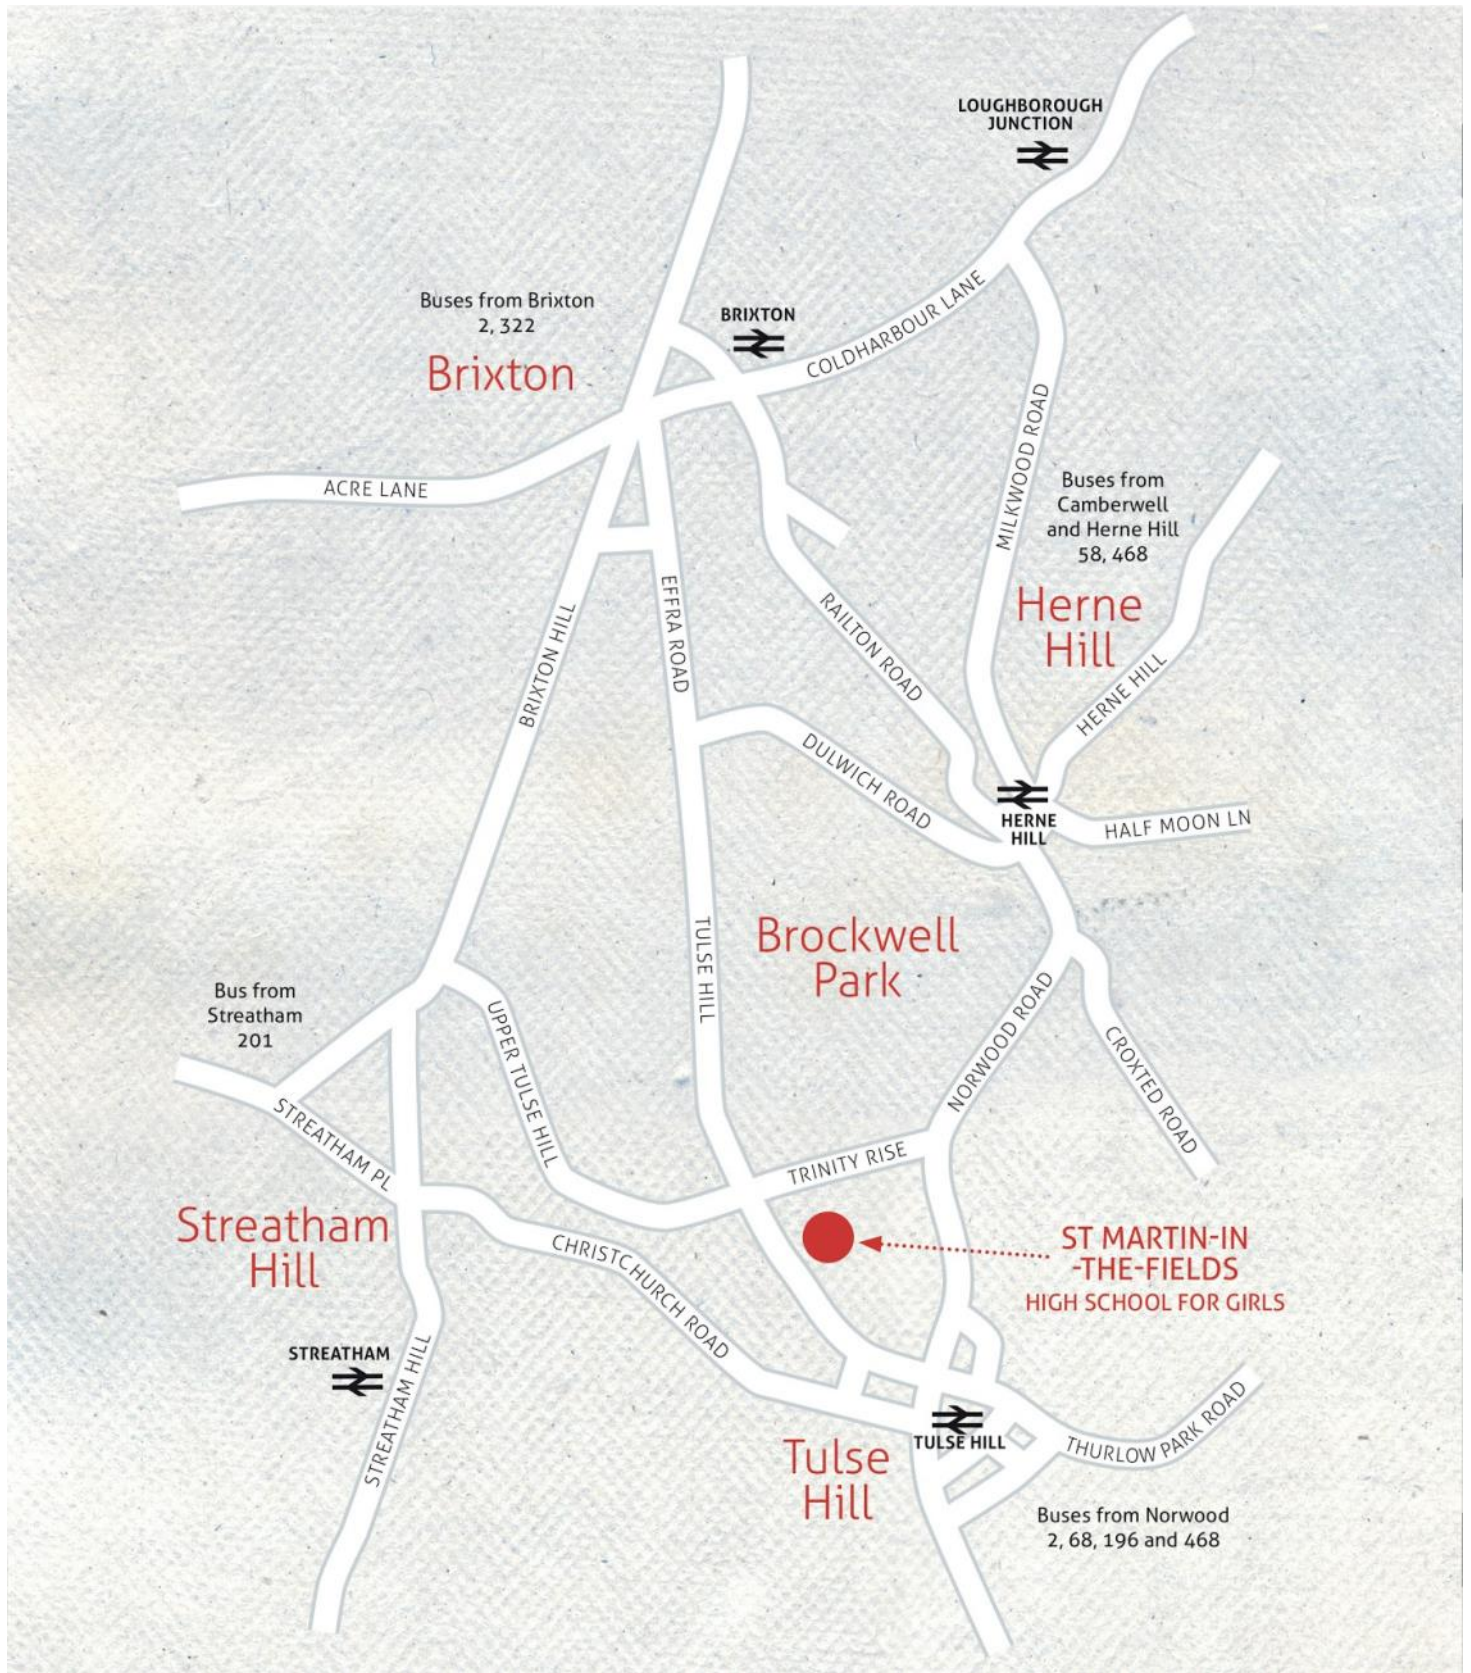 LOUGHBOROUGH
JUNCTION
Buses from Brixton
2, 322
Brixton
BRIXTON
COLDHARBOUR LANE
ACRE LANE
MILKWOOD ROAD
Buses from
Camberwell
and Herne Hill
58, 468
Herne
Hill
EFFRA ROAD
BRIXTON HILL
RAILTON ROAD
HERNE HILL
DULWICH ROAD
HERNE
HILL
HALF MOON LN
TULSE HILL
Brockwell
Park
Bus from
Streatham
201
UPPER TULSE HILL
NORWOOD ROAD
CROXTED ROAD
STREATHAM PL
TRINITY RISE
Streatham
Hill
CHRISTCHURCH ROAD
ST MARTIN-IN
-THE-FIELDS
HIGH SCHOOL FOR GIRLS
STREATHAM
STREATHAM HILL
TULSE HILL
THURLOW PARK ROAD
Tulse
Hill
Buses from Norwood
2, 68, 196 and 468